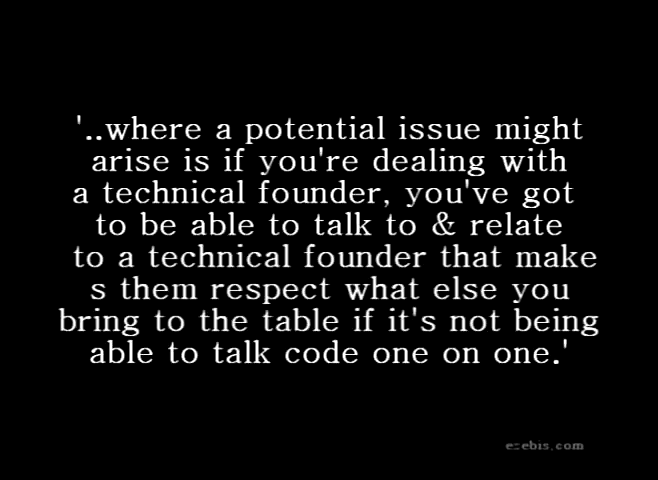 '..where a potential issue might
arise is if you're dealing with
a technical founder, you've got
to be able to talk to & relate
to a technical founder that make
s them respect what else you
bring to the table if it's not being
able to talk code one on one.'
ezebis.com